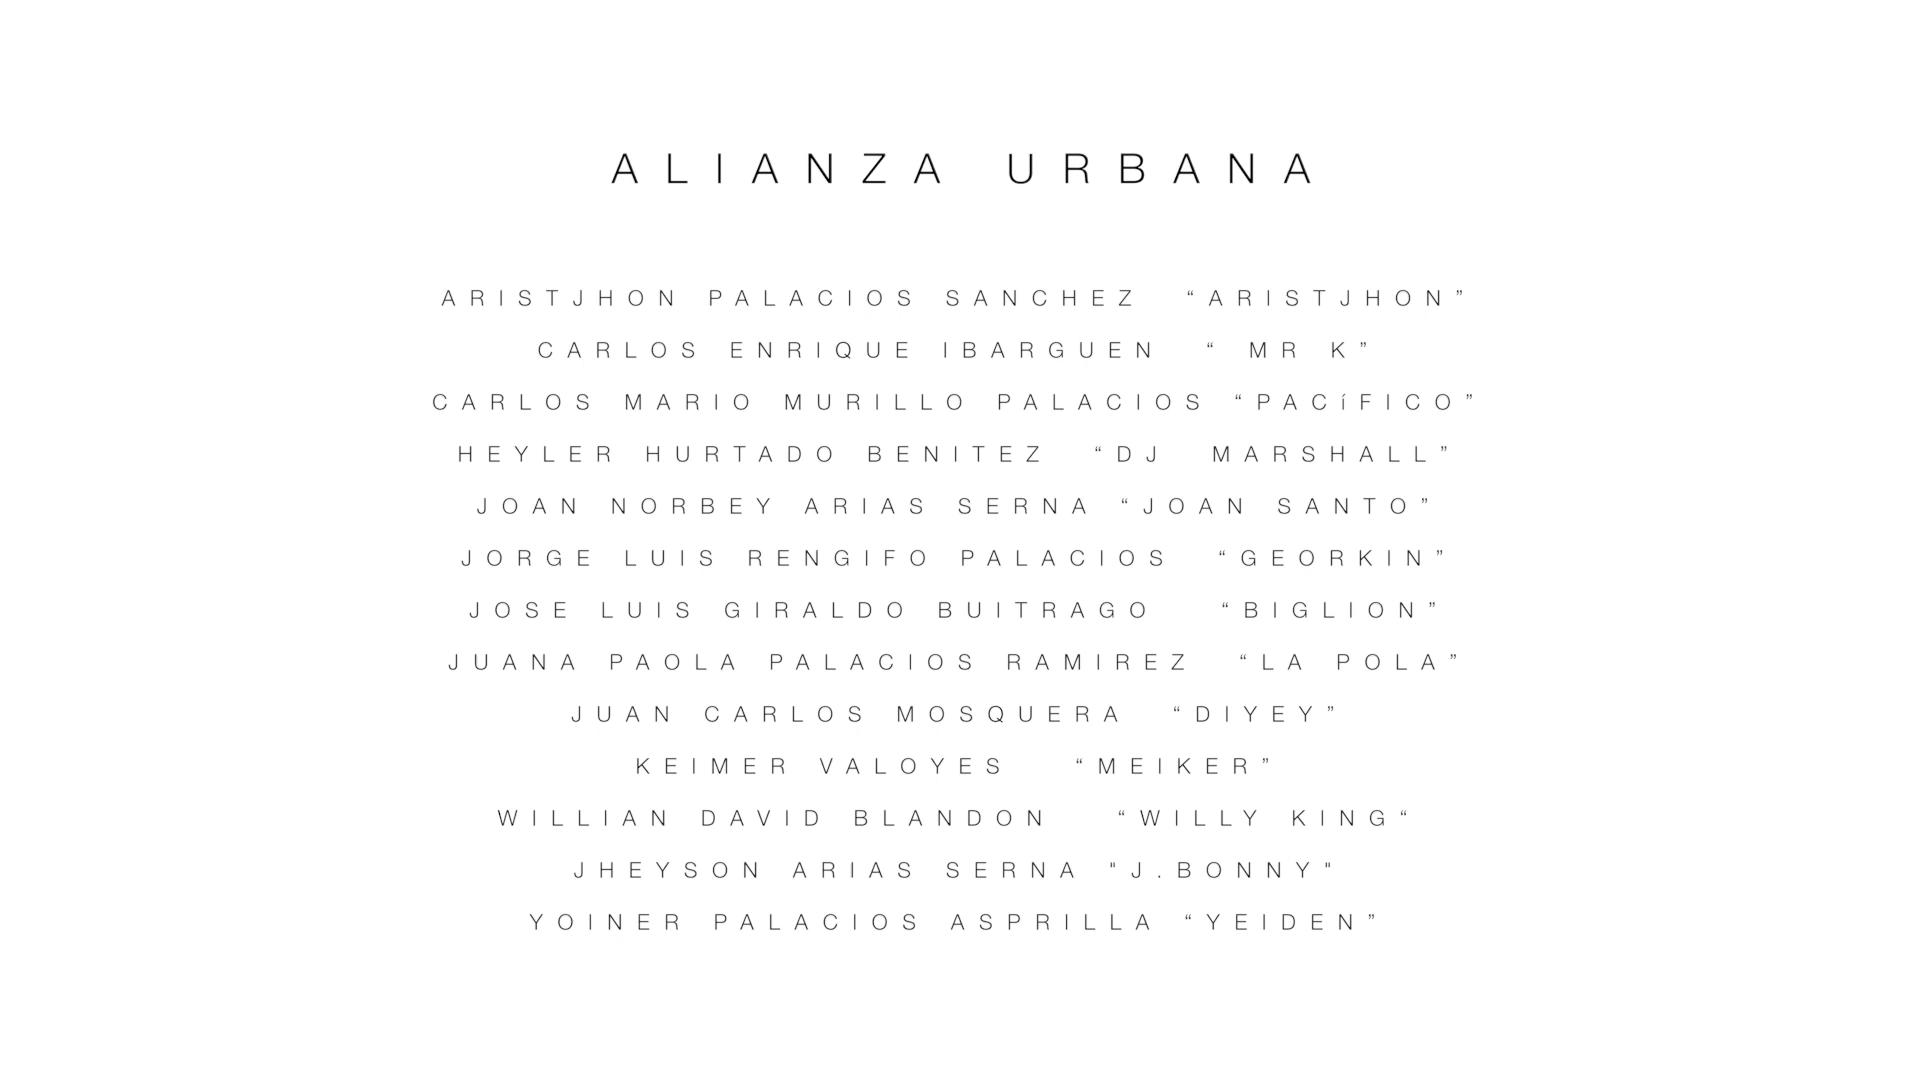 ALIANZA URBANA
ARISTJHON PALACIOS SANCHEZ “ARISTJHON”
CARLOS ENRIQUE IBARGUEN “ MR K”
CARLOS MARIO MURILLO PALACIOS “PACíFICO”
HEYLER HURTADO BENITEZ “DJ MARSHALL”
JOAN NORBEY ARIAS SERNA “JOAN SANTO”
JORGE LUIS RENGIFO PALACIOS “GEORKIN”
JOSE LUIS GIRALDO BUITRAGO “BIGLION”
JUANA PAOLA PALACIOS RAMIREZ “LA POLA”
JUAN CARLOS MOSQUERA “DIYEY”
KEIMER VALOYES “MEIKER”
WILLIAN DAVID BLANDON “WILLY KING“
JHEYSON ARIAS SERNA "J.BONNY"
YOINER PALACIOS ASPRILLA “YEIDEN”